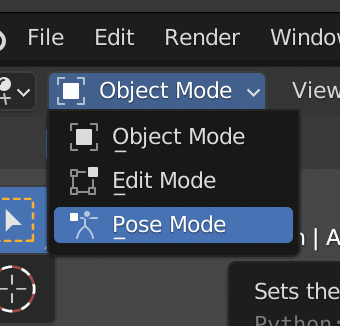 File Edit Render Window
Object Mode View
Object Mode
Edit Mode
Pose Mode
Sets the
Python: